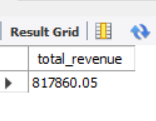 Result Grid
total_revenue
817860.05